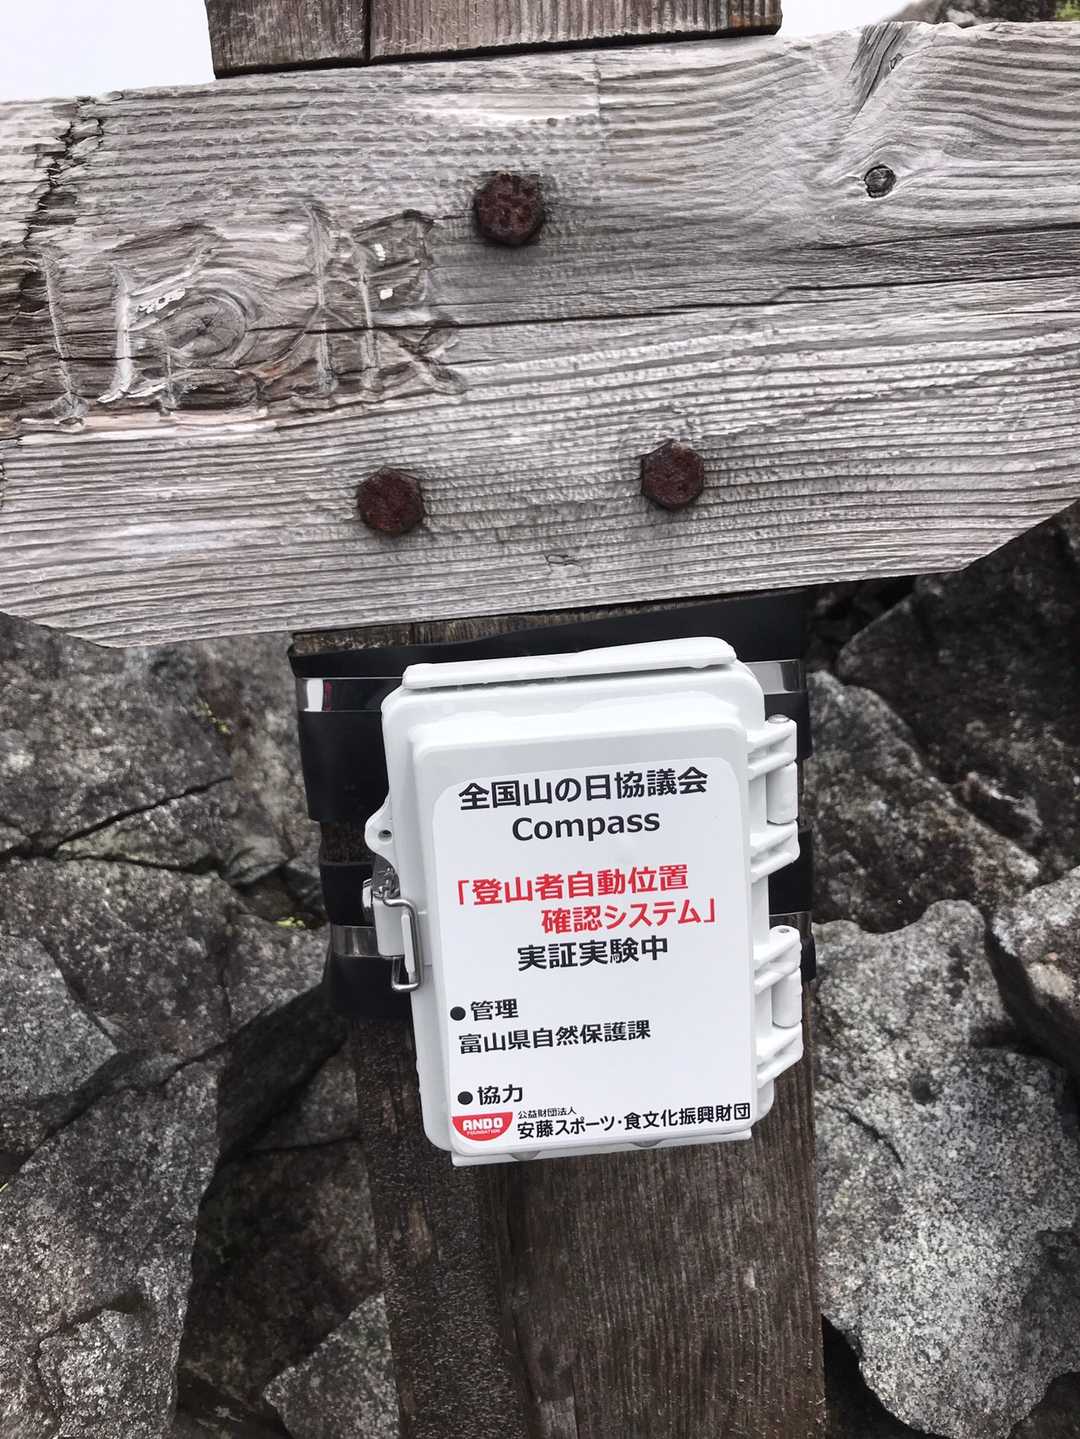 全国山の日協議会
Compass
「登山者自動位置
確認システム」
実証実験中
●管理
富山県自然保護課
●協力
ANDO
FOUNDATION
公益財団法人
安藤スポーツ・食文化振興財団